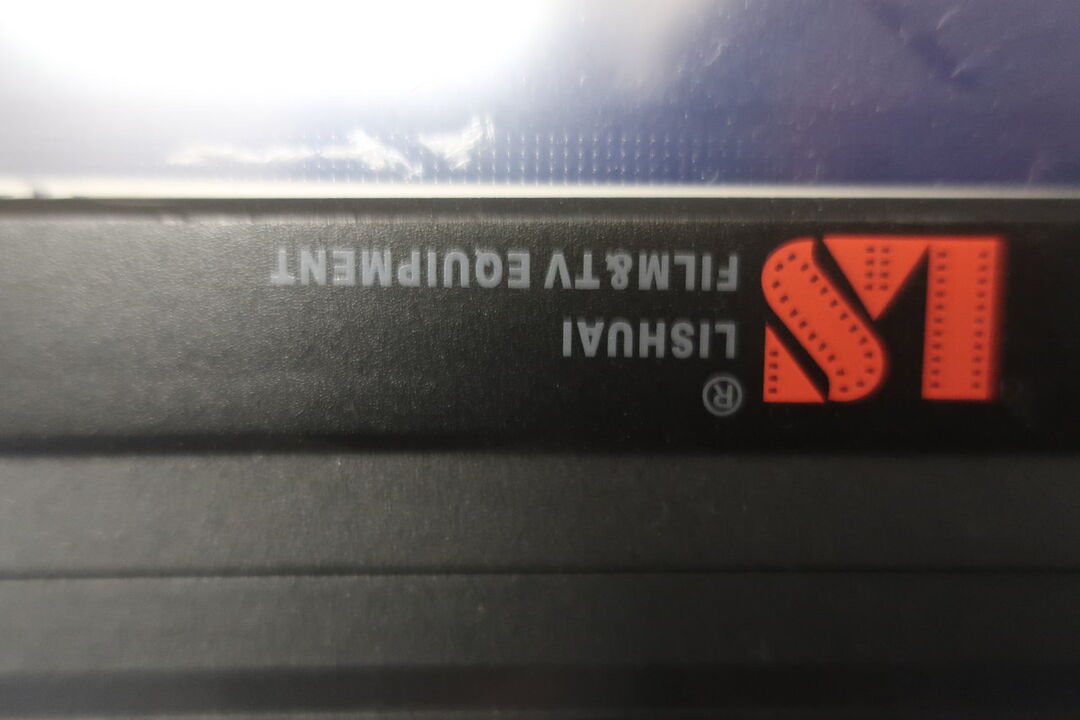 LS
®
LISHUAI
FILM&TV EQUIPMENT